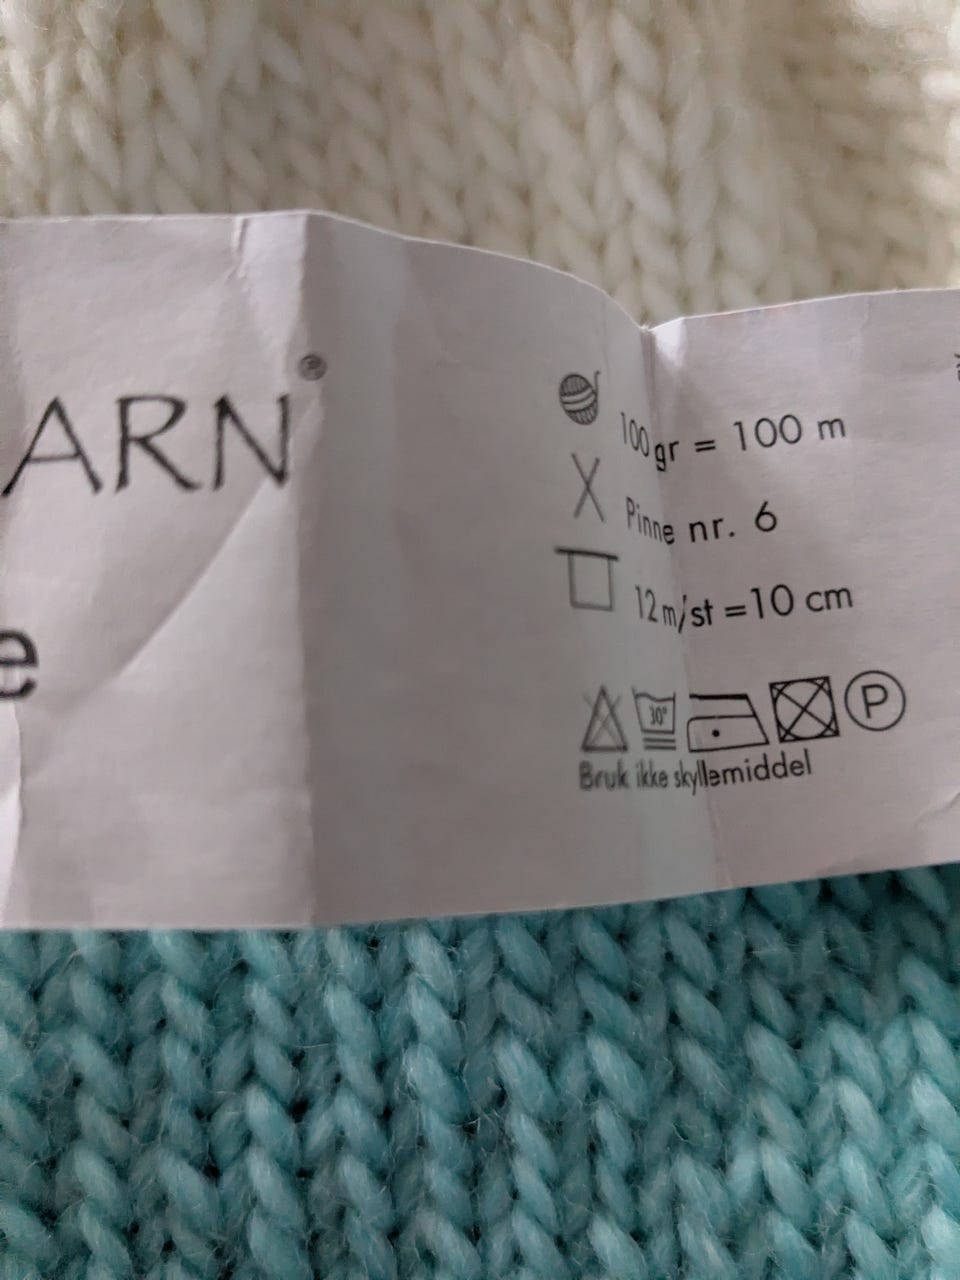 ARN®
e
100 gr = 100 m
Pinne nr. 6
12 m/st =10 cm
30°
P
Bruk ikke skyllemiddel